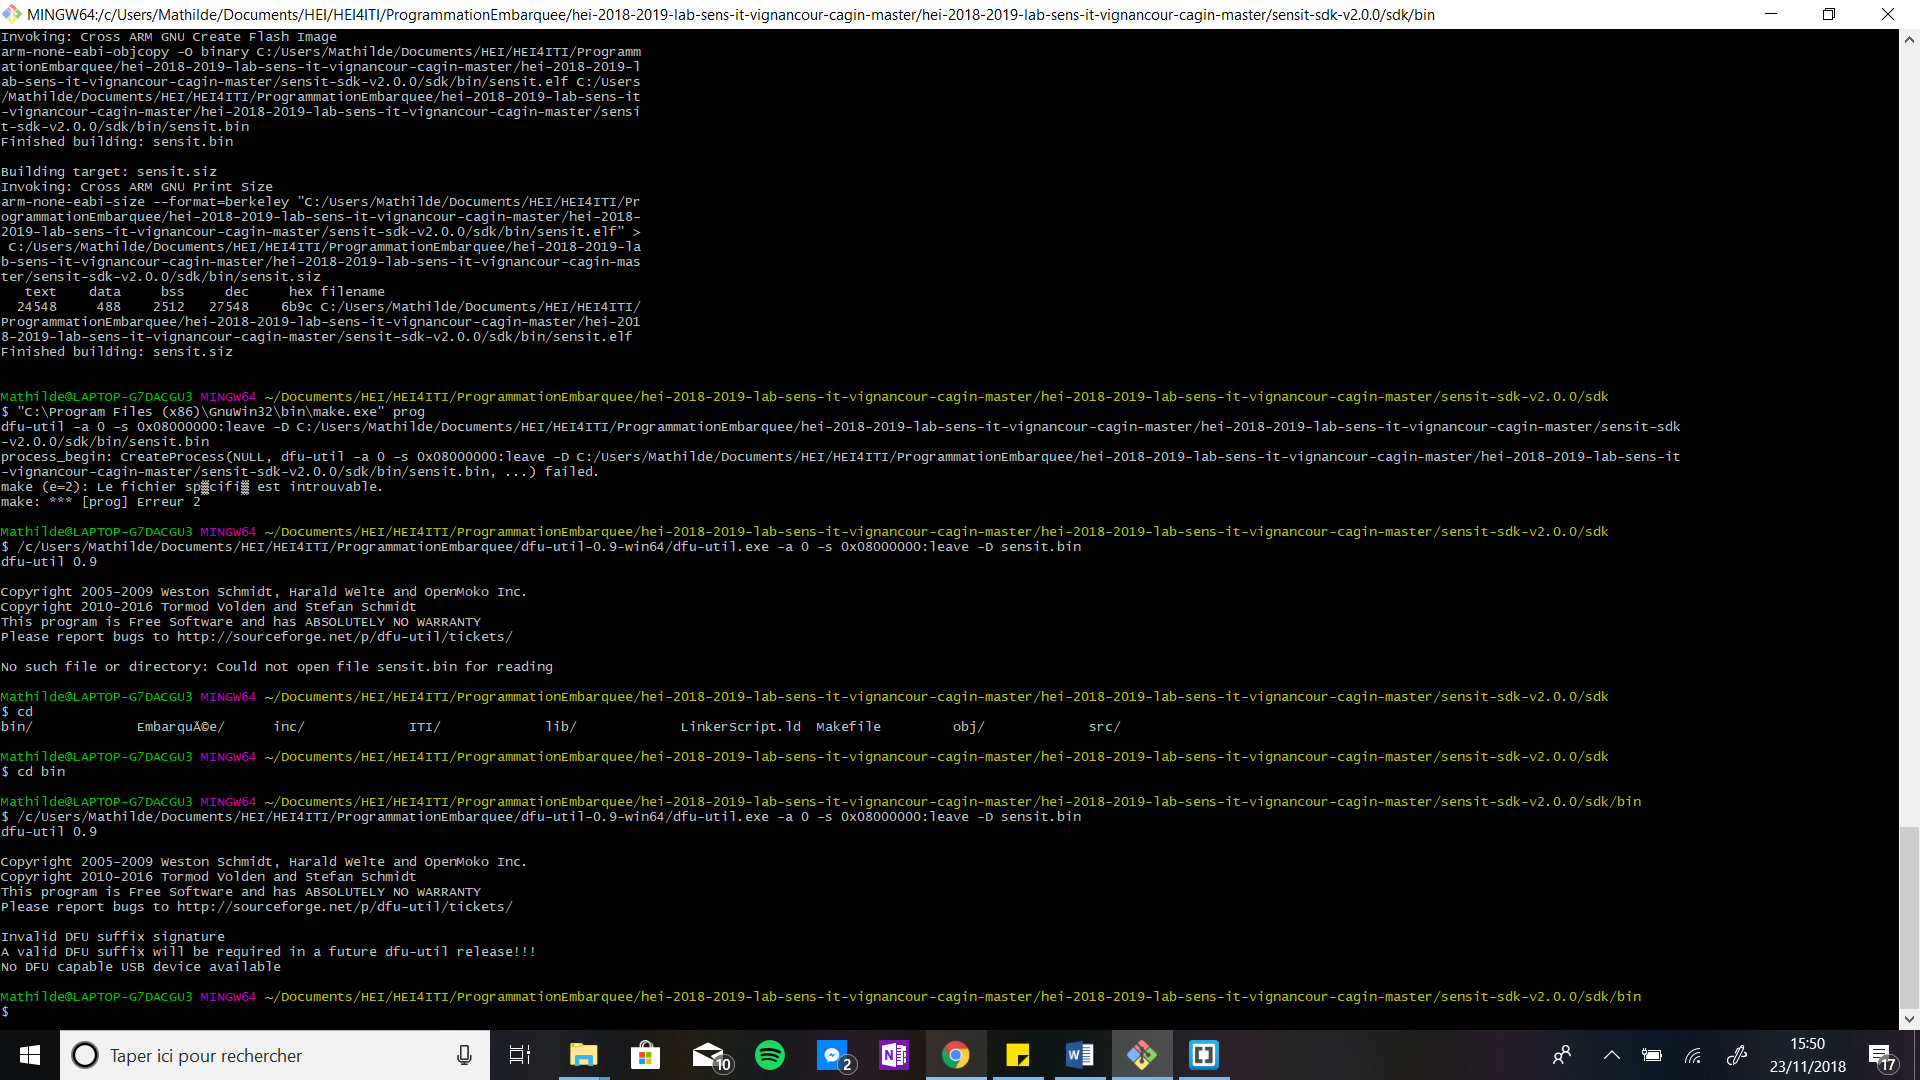 MINGW64:/c/Users/Mathilde/Documents/HEI/HEI4ITI/ProgrammationEmbarquee/hei-2018-2019-lab-sens-it-vignancour-cagin-master/hei-2018-2019-lab-sens-it-vignancour-cagin-master/sensit-sdk-v2.0.0/sdk/bin
Invoking: Cross ARM GNU Create Flash Image
arm-none-eabi-objcopy -O binary C:/Users/Mathilde/Documents/HEI/HEI4ITI/Programm
ationEmbarquee/hei-2018-2019-lab-sens-it-vignancour-cagin-master/hei-2018-2019-l
ab-sens-it-vignancour-cagin-master/sensit-sdk-v2.0.0/sdk/bin/sensit.elf C:/Users
/Mathilde/Documents/HEI/HEI4ITI/ProgrammationEmbarquee/hei-2018-2019-lab-sens-it
-vignancour-cagin-master/hei-2018-2019-lab-sens-it-vignancour-cagin-master/sensi
t-sdk-v2.0.0/sdk/bin/sensit.bin
Finished building: sensit.bin
Building target: sensit.siz
Invoking: Cross ARM GNU Print Size
arm-none-eabi-size --format=berkeley "C:/Users/Mathilde/Documents/HEI/HEI4ITI/Pr
ogrammationEmbarquee/hei-2018-2019-lab-sens-it-vignancour-cagin-master/hei-2018-
2019-lab-sens-it-vignancour-cagin-master/sensit-sdk-v2.0.0/sdk/bin/sensit.elf" >
C:/Users/Mathilde/Documents/HEI/HEI4ITI/ProgrammationEmbarquee/hei-2018-2019-la
b-sens-it-vignancour-cagin-master/hei-2018-2019-lab-sens-it-vignancour-cagin-mas
ter/sensit-sdk-v2.0.0/sdk/bin/sensit.siz
text data bss dec hex filename
24548 488 2512 27548 6b9c C:/Users/Mathilde/Documents/HEI/HEI4ITI/
ProgrammationEmbarquee/hei-2018-2019-lab-sens-it-vignancour-cagin-master/hei-201
8-2019-lab-sens-it-vignancour-cagin-master/sensit-sdk-v2.0.0/sdk/bin/sensit.elf
Finished building: sensit.siz
Mathilde@LAPTOP-G7DACGU3 MINGW64 ~/Documents/HEI/HEI4ITI/ProgrammationEmbarquee/hei-2018-2019-lab-sens-it-vignancour-cagin-master/hei-2018-2019-lab-sens-it-vignancour-cagin-master/sensit-sdk-v2.0.0/sdk
$ "C:\Program Files (x86)\GnuWin32\bin\make.exe" prog
dfu-util -a 0 -s 0x08000000:leave -D C:/Users/Mathilde/Documents/HEI/HEI4ITI/ProgrammationEmbarquee/hei-2018-2019-lab-sens-it-vignancour-cagin-master/hei-2018-2019-lab-sens-it-vignancour-cagin-master/sensit-sdk
-v2.0.0/sdk/bin/sensit.bin
process_begin: CreateProcess(NULL, dfu-util -a 0 -s 0x08000000:leave -D C:/Users/Mathilde/Documents/HEI/HEI4ITI/ProgrammationEmbarquee/hei-2018-2019-lab-sens-it-vignancour-cagin-master/hei-2018-2019-lab-sens-it
-vignancour-cagin-master/sensit-sdk-v2.0.0/sdk/bin/sensit.bin, ...) failed.
make (e=2): Le fichier sp▒cifi▒ est introuvable.
make: *** [prog] Erreur 2
Mathilde@LAPTOP-G7DACGU3 MINGW64 ~/Documents/HEI/HEI4ITI/ProgrammationEmbarquee/hei-2018-2019-lab-sens-it-vignancour-cagin-master/hei-2018-2019-lab-sens-it-vignancour-cagin-master/sensit-sdk-v2.0.0/sdk
$ /c/Users/Mathilde/Documents/HEI/HEI4ITI/ProgrammationEmbarquee/dfu-util-0.9-win64/dfu-util.exe -a 0 -s 0x08000000:leave -D sensit.bin
dfu-util 0.9
Copyright 2005-2009 Weston Schmidt, Harald Welte and OpenMoko Inc.
Copyright 2010-2016 Tormod Volden and Stefan Schmidt
This program is Free Software and has ABSOLUTELY NO WARRANTY
Please report bugs to http://sourceforge.net/p/dfu-util/tickets/
No such file or directory: Could not open file sensit.bin for reading
Mathilde@LAPTOP-G7DACGU3 MINGW64 ~/Documents/HEI/HEI4ITI/ProgrammationEmbarquee/hei-2018-2019-lab-sens-it-vignancour-cagin-master/hei-2018-2019-lab-sens-it-vignancour-cagin-master/sensit-sdk-v2.0.0/sdk
$ cd
bin/ EmbarquÃ©e/ inc/ ITI/ lib/ LinkerScript.ld Makefile obj/ src/
Mathilde@LAPTOP-G7DACGU3 MINGW64 ~/Documents/HEI/HEI4ITI/ProgrammationEmbarquee/hei-2018-2019-lab-sens-it-vignancour-cagin-master/hei-2018-2019-lab-sens-it-vignancour-cagin-master/sensit-sdk-v2.0.0/sdk
$ cd bin
Mathilde@LAPTOP-G7DACGU3 MINGW64 ~/Documents/HEI/HEI4ITI/ProgrammationEmbarquee/hei-2018-2019-lab-sens-it-vignancour-cagin-master/hei-2018-2019-lab-sens-it-vignancour-cagin-master/sensit-sdk-v2.0.0/sdk/bin
$ /c/Users/Mathilde/Documents/HEI/HEI4ITI/ProgrammationEmbarquee/dfu-util-0.9-win64/dfu-util.exe -a 0 -s 0x08000000:leave -D sensit.bin
dfu-util 0.9
Copyright 2005-2009 Weston Schmidt, Harald Welte and OpenMoko Inc.
Copyright 2010-2016 Tormod Volden and Stefan Schmidt
This program is Free Software and has ABSOLUTELY NO WARRANTY
Please report bugs to http://sourceforge.net/p/dfu-util/tickets/
Invalid DFU suffix signature
A valid DFU suffix will be required in a future dfu-util release!!!
No DFU capable USB device available
Mathilde@LAPTOP-G7DACGU3 MINGW64 ~/Documents/HEI/HEI4ITI/ProgrammationEmbarquee/hei-2018-2019-lab-sens-it-vignancour-cagin-master/hei-2018-2019-lab-sens-it-vignancour-cagin-master/sensit-sdk-v2.0.0/sdk/bin
$
Taper ici pour rechercher
10
2
15:50
23/11/2018
17